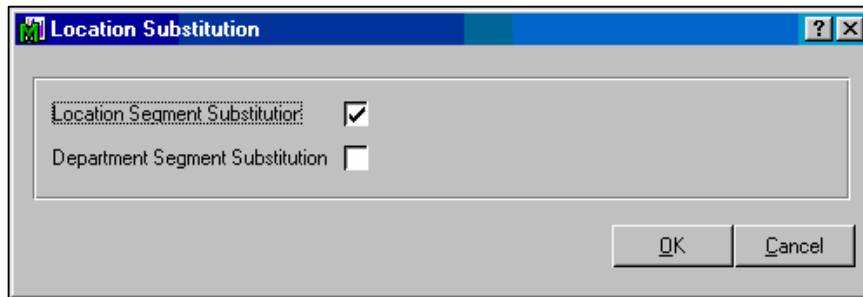 Location Substitution
? X
Location Segment Substitution
Department Segment Substitution
OK Cancel